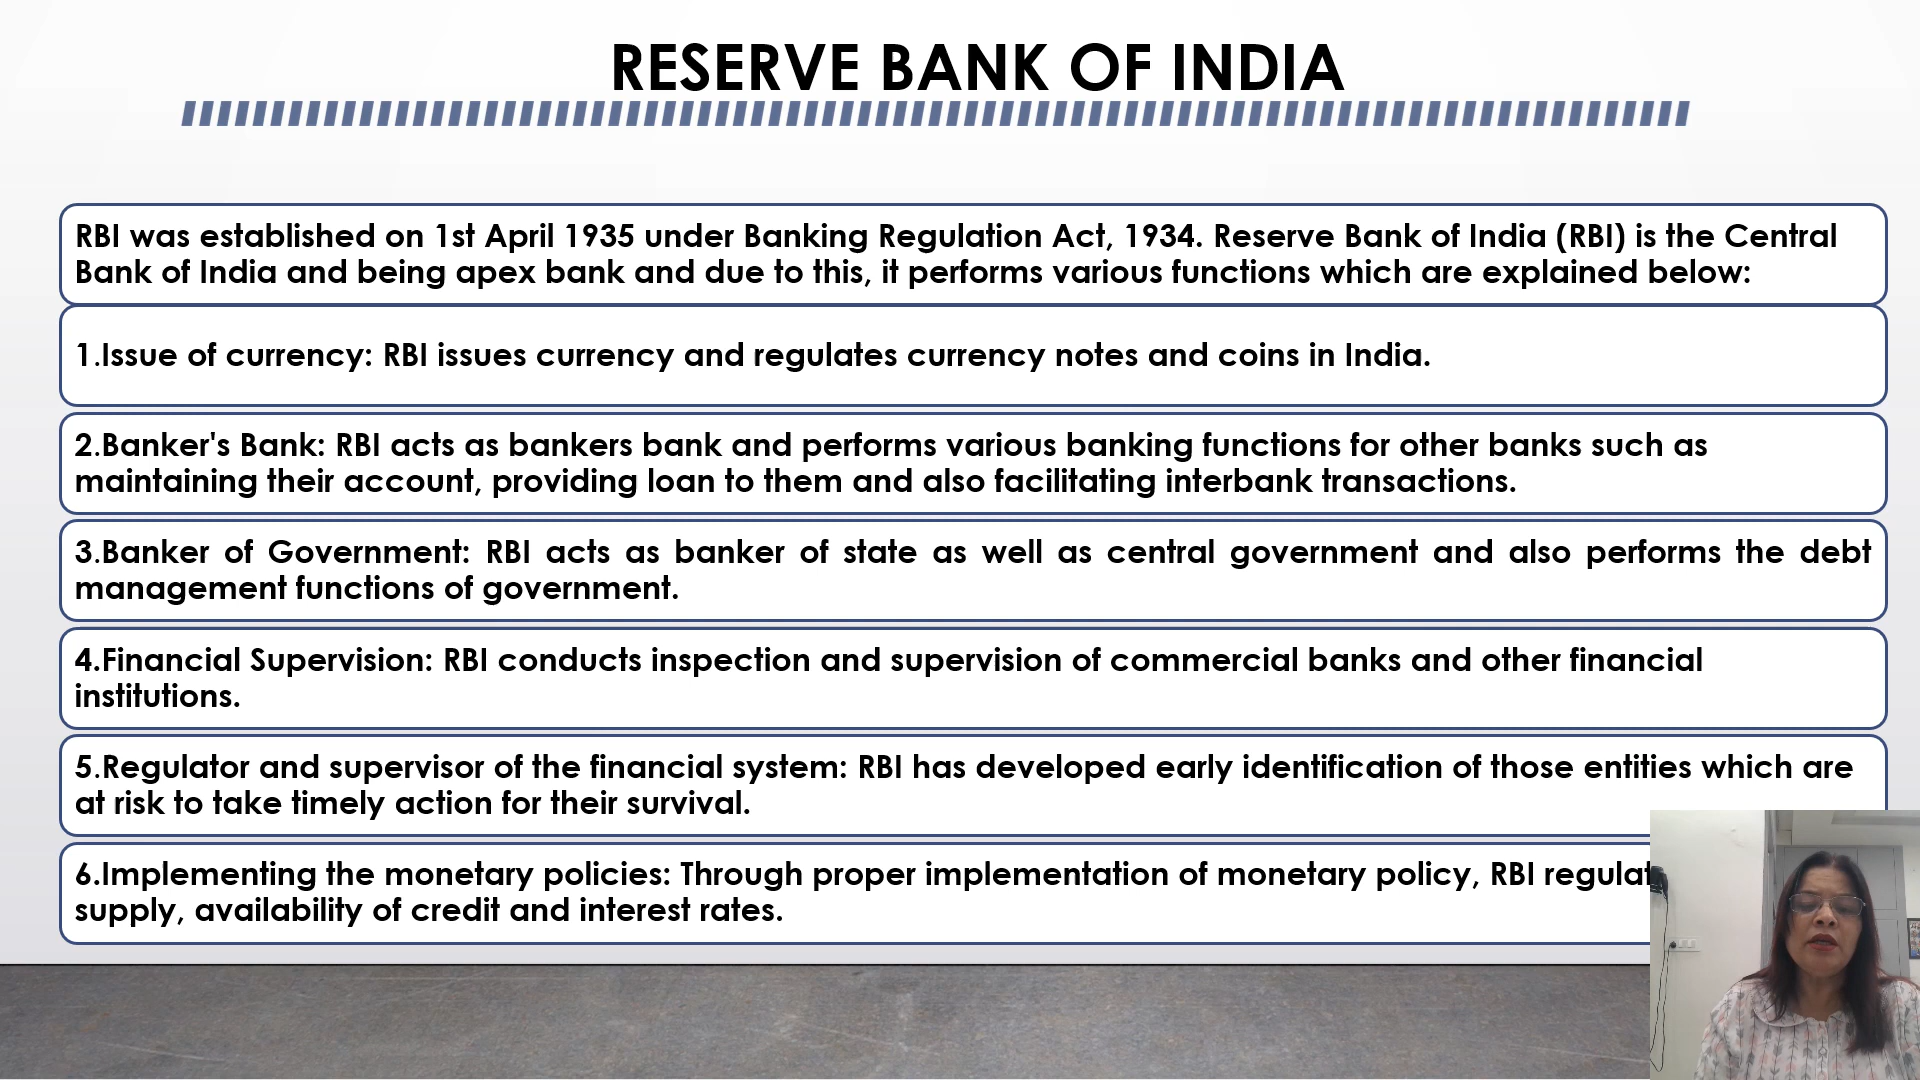 RESERVE BANK OF INDIA
RBI was established on 1st April 1935 under Banking Regulation Act, 1934. Reserve Bank of India (RBI) is the Central
Bank of India and being apex bank and due to this, it performs various functions which are explained below:
1.Issue of currency: RBI issues currency and regulates currency notes and coins in India.
2.Banker's Bank: RBI acts as bankers bank and performs various banking functions for other banks such as
maintaining their account, providing loan to them and also facilitating interbank transactions.
3.Banker of Government: RBI acts as banker of state as well as central government and also performs the debt
management functions of government.
4.Financial Supervision: RBI conducts inspection and supervision of commercial banks and other financial
institutions.
5.Regulator and supervisor of the financial system: RBI has developed early identification of those entities which are
at risk to take timely action for their survival.
6.Implementing the monetary policies: Through proper implementation of monetary policy, RBI
supply, availability of credit and interest rates.